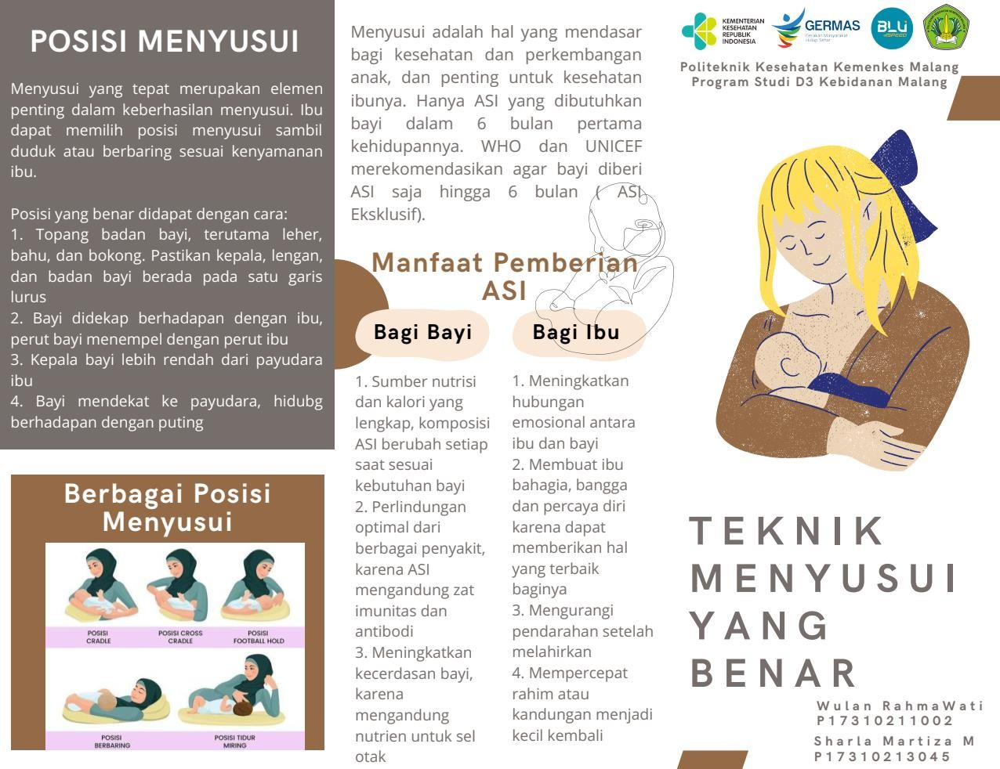 POSISI MENYUSUI
Menyusui yang tepat merupakan elemen
penting dalam keberhasilan menyusui. Ibu
dapat memilih posisi menyusui sambil
duduk atau berbaring sesuai kenyamanan
ibu.
Posisi yang benar didapat dengan cara:
1. Topang badan bayi, terutama leher,
bahu, dan bokong. Pastikan kepala, lengan,
dan badan bayi berada pada satu garis
lurus
2. Bayi didekap berhadapan dengan ibu,
perut bayi menempel dengan perut ibu
3. Kepala bayi lebih rendah dari payudara
ibu
4. Bayi mendekat ke payudara, hidubg
berhadapan dengan puting
Berbagai Posisi
Menyusui
POSISI
CRADLE
POSISI CROSS
CRADLE
POSISI
FOOTBALL HOLD
POSISI
BERBARING
POSISI TIDUR
MIRING
Menyusui adalah hal yang mendasar
bagi kesehatan dan perkembangan
anak, dan penting untuk kesehatan
ibunya. Hanya ASI yang dibutuhkan
bayi dalam 6 bulan pertama
kehidupannya. WHO dan UNICEF
merekomendasikan agar bayi diberi
ASI saja hingga 6 bulan ( ASI
Eksklusif).
Manfaat Pemberian
ASI
Bagi Bayi
1. Sumber nutrisi
dan kalori yang
lengkap, komposisi
ASI berubah setiap
saat sesuai
kebutuhan bayi
2. Perlindungan
optimal dari
berbagai penyakit,
karena ASI
mengandung zat
imunitas dan
antibodi
3. Meningkatkan
kecerdasan bayi,
karena
mengandung
nutrien untuk sel
otak
Bagi Ibu
1. Meningkatkan
hubungan
emosional antara
ibu dan bayi
2. Membuat ibu
bahagia, bangga
dan percaya diri
karena dapat
memberikan hal
yang terbaik
baginya
3. Mengurangi
pendarahan setelah
melahirkan
4. Mempercepat
rahim atau
kandungan menjadi
kecil kembali
KEMENTERIAN
KESEHATAN
REPUBLIK
INDONESIA
GERMAS
Gerakan Masyarakat
Hidup Sehat
BLU
SPEED
Politeknik Kesehatan Kemenkes Malang
Program Studi D3 Kebidanan Malang
TEKNIK
MENYUSUI
YANG
BENAR
Wulan RahmaWati
P17310211002
Sharla Martiza M
P17310213045